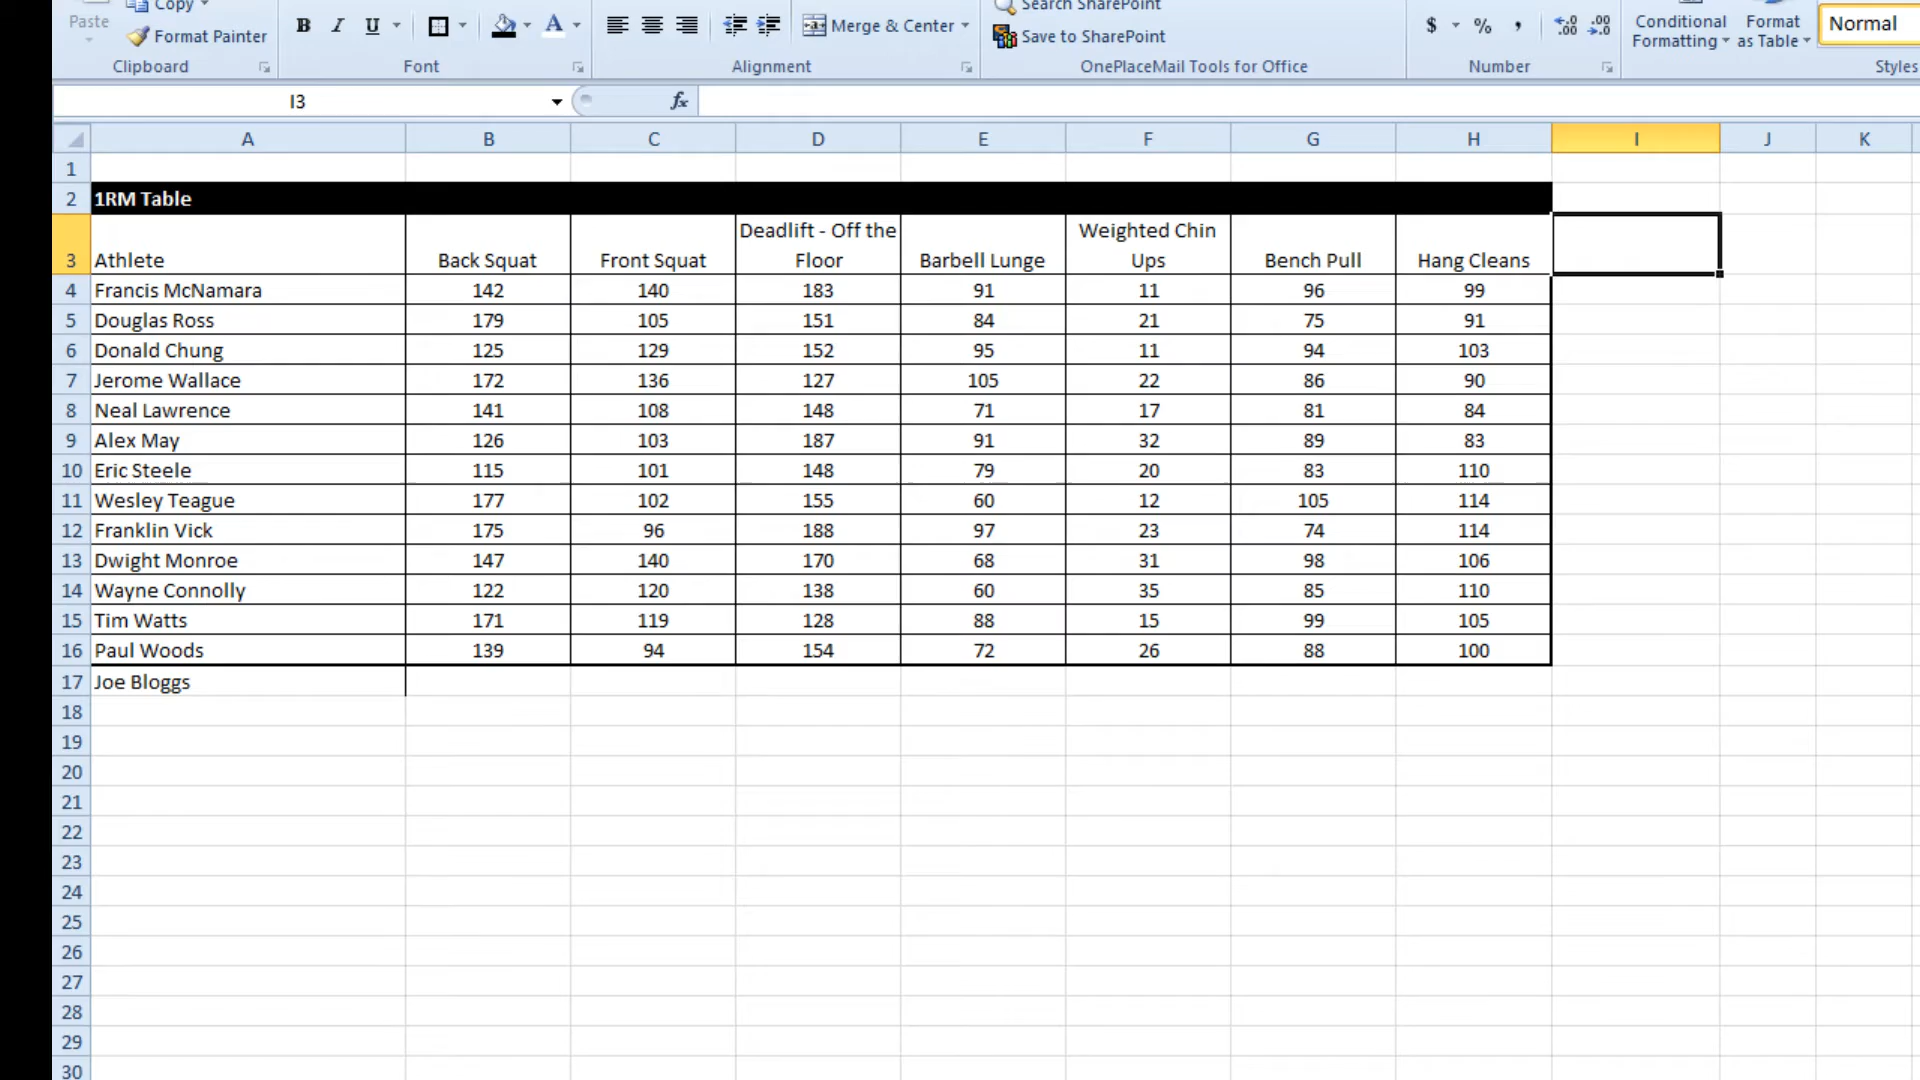 Copy
Search SharePoint
Paste
Format Painter
B I U A
Merge & Center
Save to SharePoint
$ % ,
Conditional Formatting
Format as Table
Normal
Clipboard
Font
Alignment
OnePlaceMail Tools for Office
Number
Styles
I3 fx
A B C D E F G H I J K
1
2 1RM Table
3 Athlete Back Squat Front Squat Deadlift - Off the Floor Barbell Lunge Weighted Chin Ups Bench Pull Hang Cleans
4 Francis McNamara 142 140 183 91 11 96 99
5 Douglas Ross 179 105 151 84 21 75 91
6 Donald Chung 125 129 152 95 11 94 103
7 Jerome Wallace 172 136 127 105 22 86 90
8 Neal Lawrence 141 108 148 71 17 81 84
9 Alex May 126 103 187 91 32 89 83
10 Eric Steele 115 101 148 79 20 83 110
11 Wesley Teague 177 102 155 60 12 105 114
12 Franklin Vick 175 96 188 97 23 74 114
13 Dwight Monroe 147 140 170 68 31 98 106
14 Wayne Connolly 122 120 138 60 35 85 110
15 Tim Watts 171 119 128 88 15 99 105
16 Paul Woods 139 94 154 72 26 88 100
17 Joe Bloggs
18
19
20
21
22
23
24
25
26
27
28
29
30